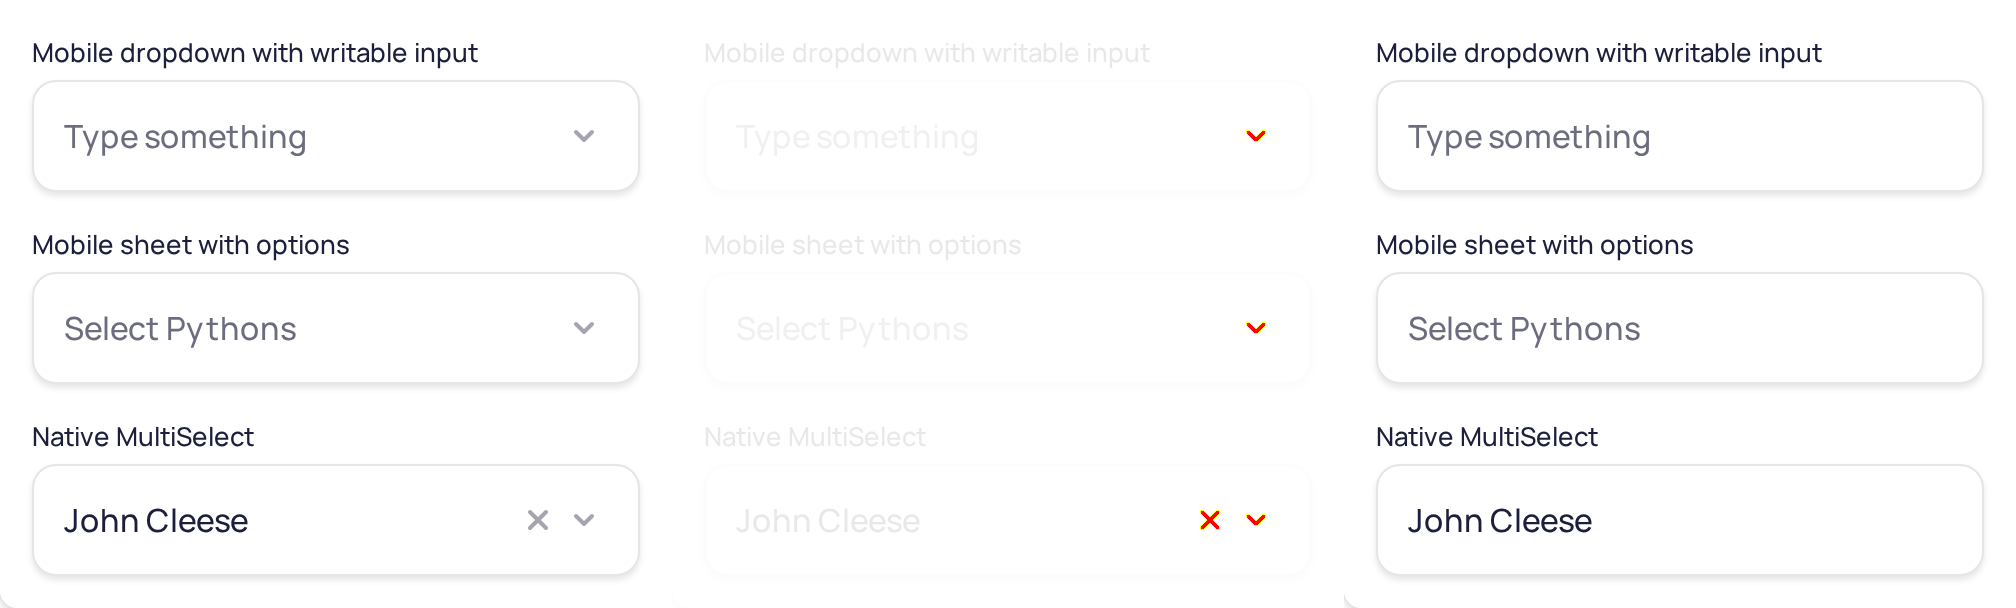 Mobile dropdown with writable input
Type something
Mobile sheet with options
Select Pythons
Native MultiSelect
John Cleese
Mobile dropdown with writable input
Type something
Mobile sheet with options
Select Pythons
Native MultiSelect
John Cleese
Mobile dropdown with writable input
Type something
Mobile sheet with options
Select Pythons
Native MultiSelect
John Cleese